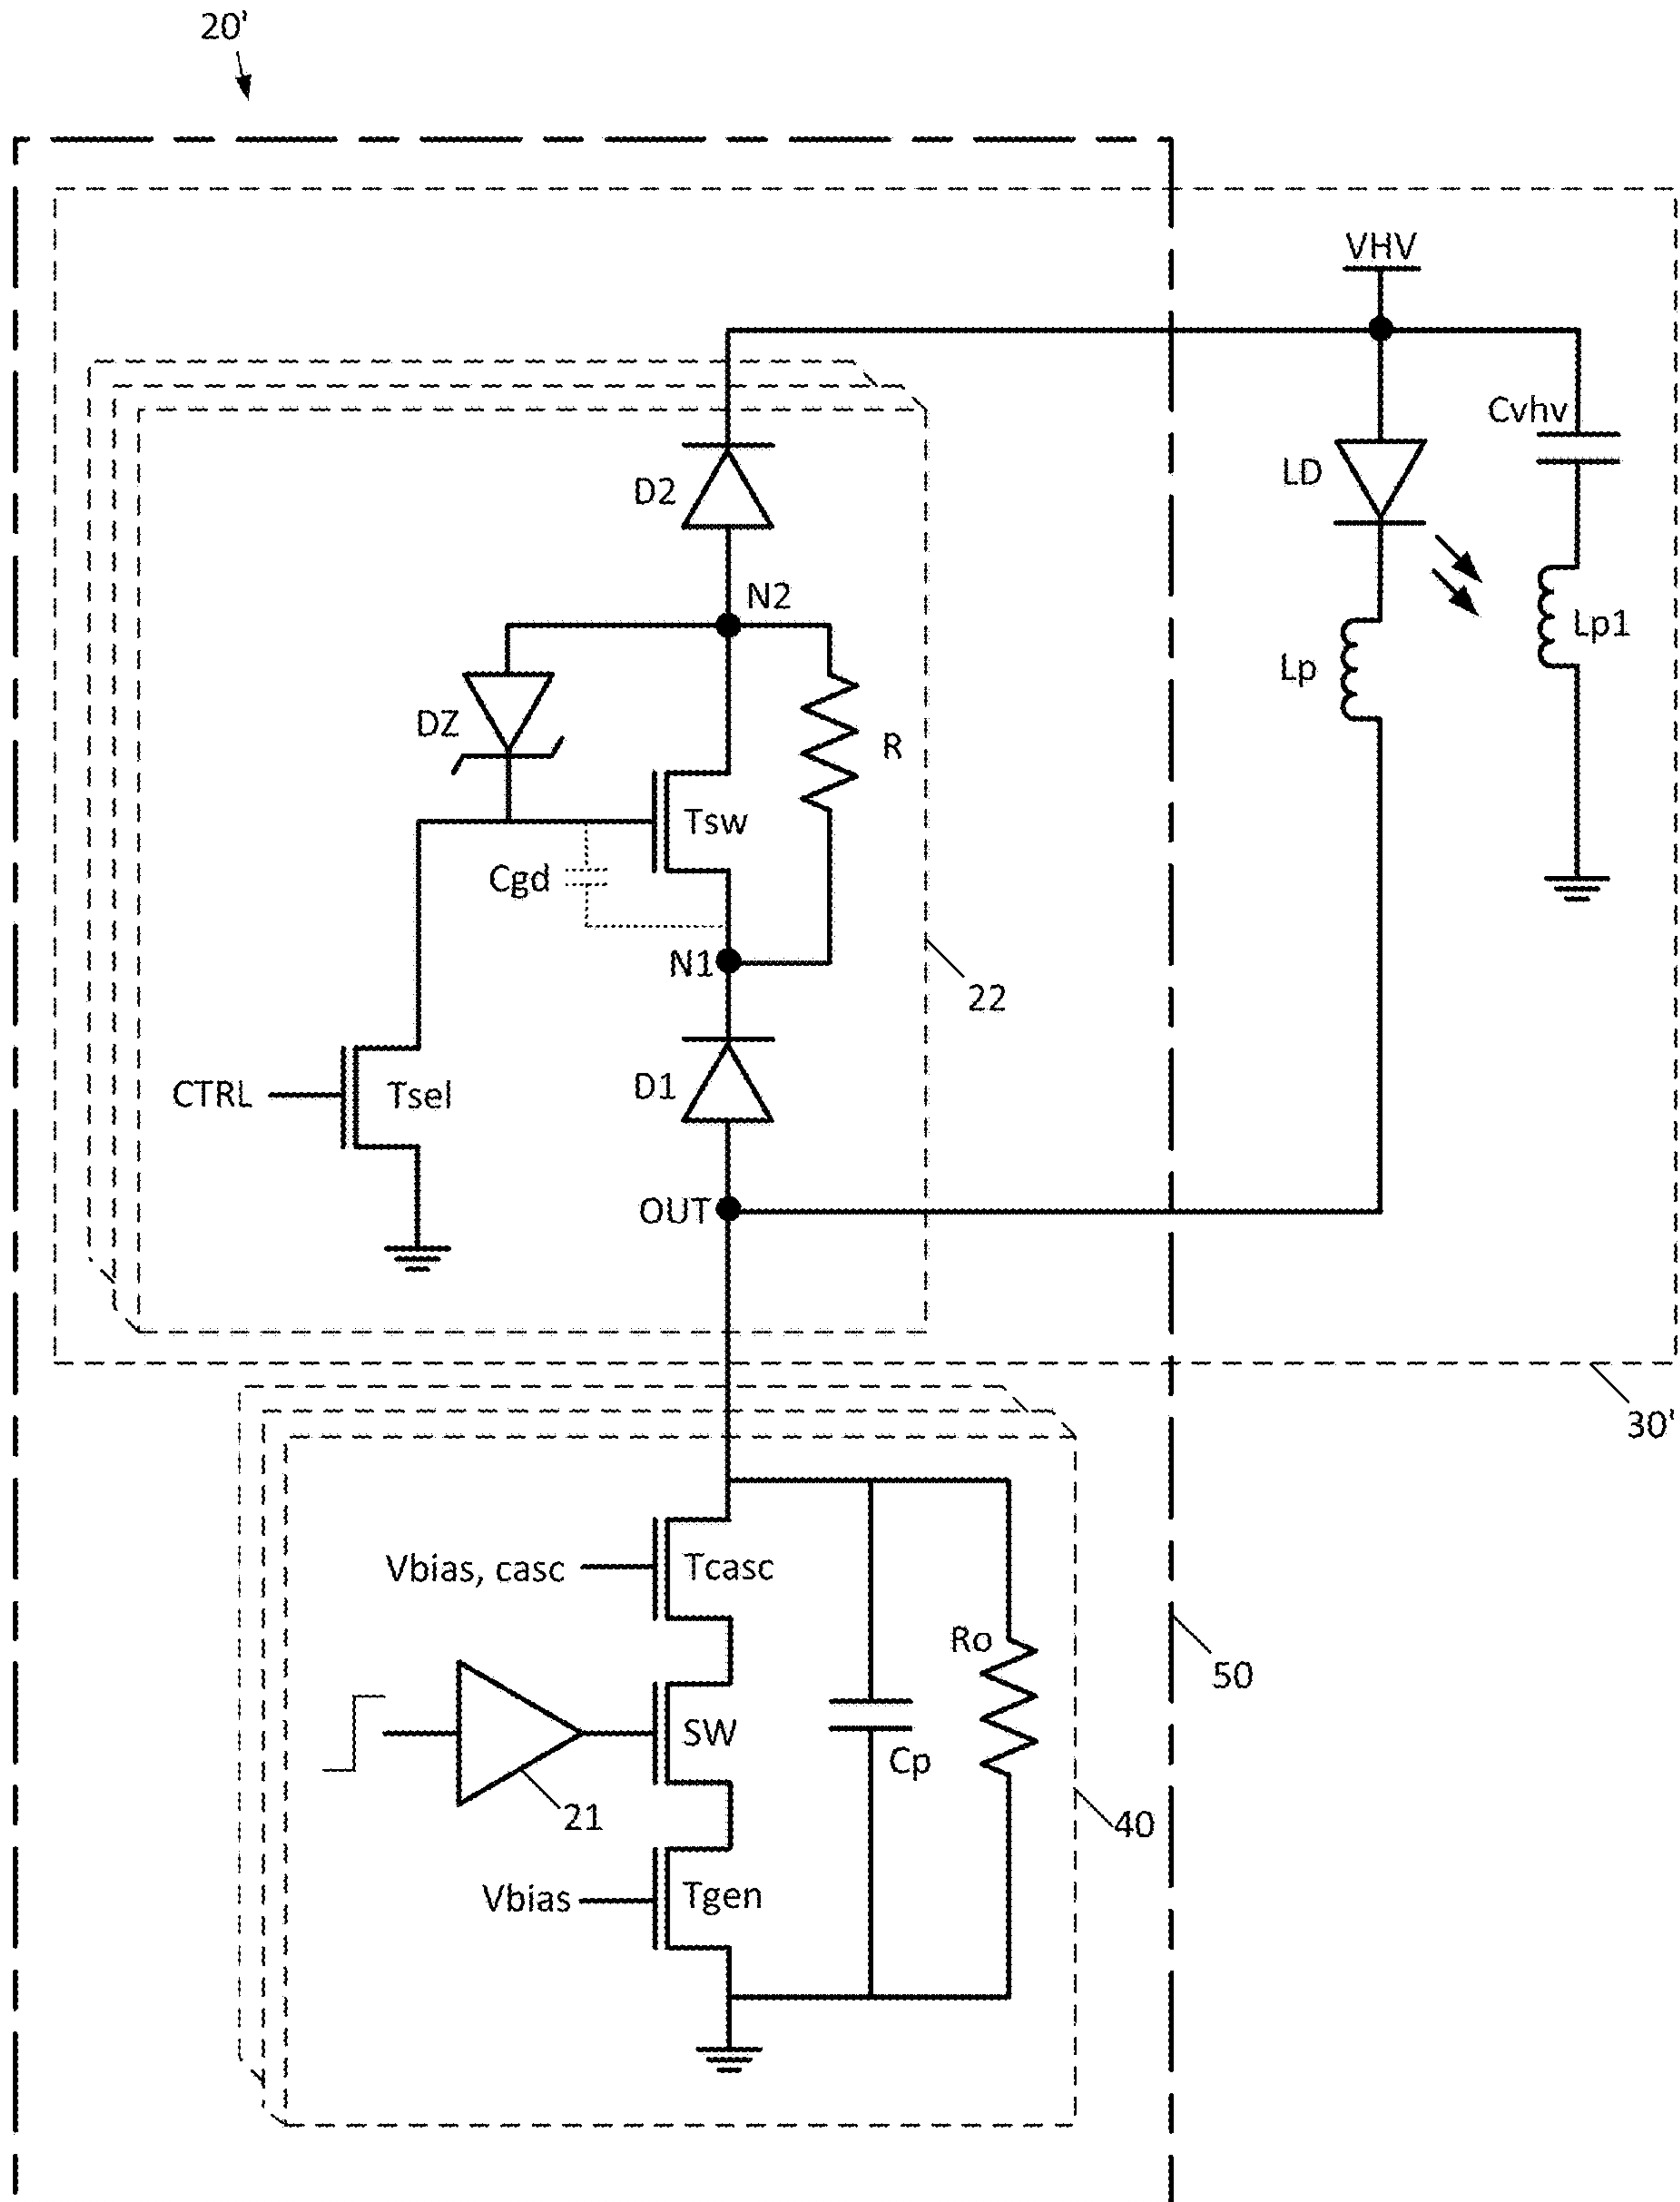 20'
VHV
Cvhv
LD
D2
N2
Lp1
Lp
DZ
R
Tsw
Cgd
N1
22
CTRL
Tsel
D1
OUT
30'
Vbias, casc
Tcasc
Ro
50
SW
Cp
21
40
Vbias
Tgen